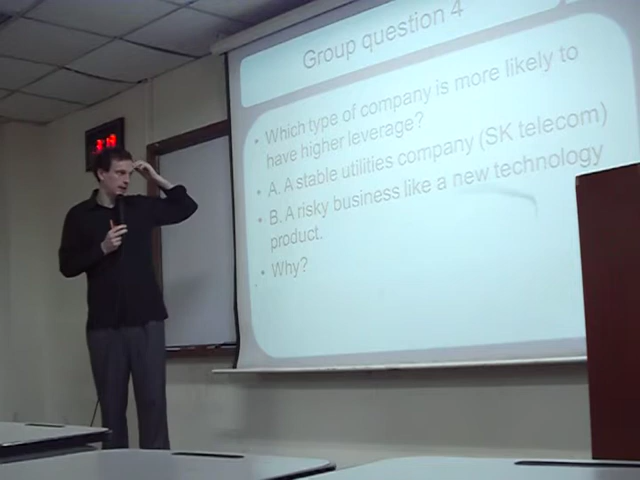 Group question 4
• Which type of company is more likely to
have higher leverage?
• A. A stable utilities company (SK telecom)
• B. A risky business like a new technology
product.
• Why?